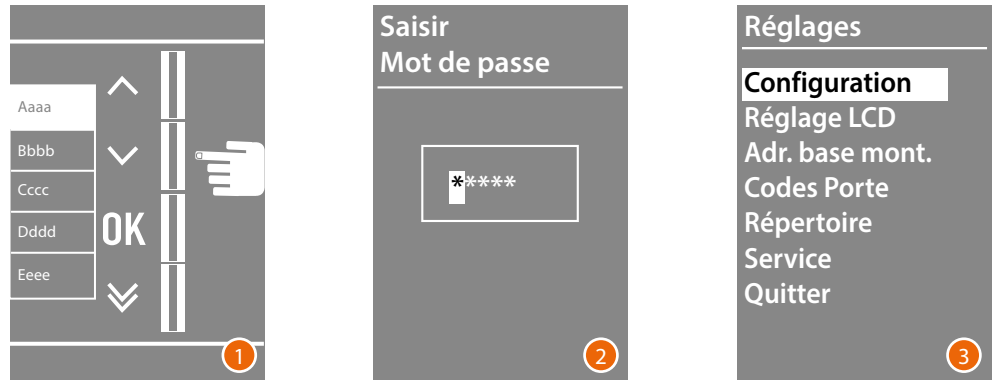 Aaaa
Bbbb
Cccc
Dddd
Eeee
OK
1
Saisir
Mot de passe
*****
2
Réglages
Configuration
Réglage LCD
Adr. base mont.
Codes Porte
Répertoire
Service
Quitter
3